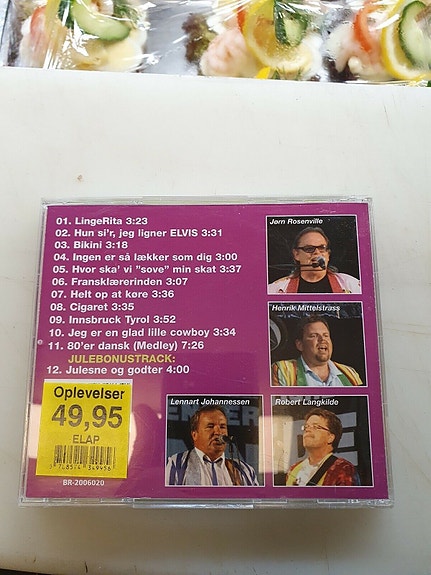 01. LingeRita 3:23
02. Hun si'r, jeg ligner ELVIS 3:31
03. Bikini 3:18
04. Ingen er så lækker som dig 3:00
05. Hvor ska' vi "sove" min skat 3:37
06. Fransklærerinden 3:07
07. Helt op at køre 3:36
08. Cigaret 3:35
09. Innsbruck Tyrol 3:52
10. Jeg er en glad lille cowboy 3:34
11. 80'er dansk (Medley) 7:26
JULEBONUSTRACK:
12. Julesne og godter 4:00
Jørn Rosenville
Henrik Mittelstrass
Lennart Johannessen
Robert Langkilde
Oplevelser
49,95
ELAP
BR-2006020